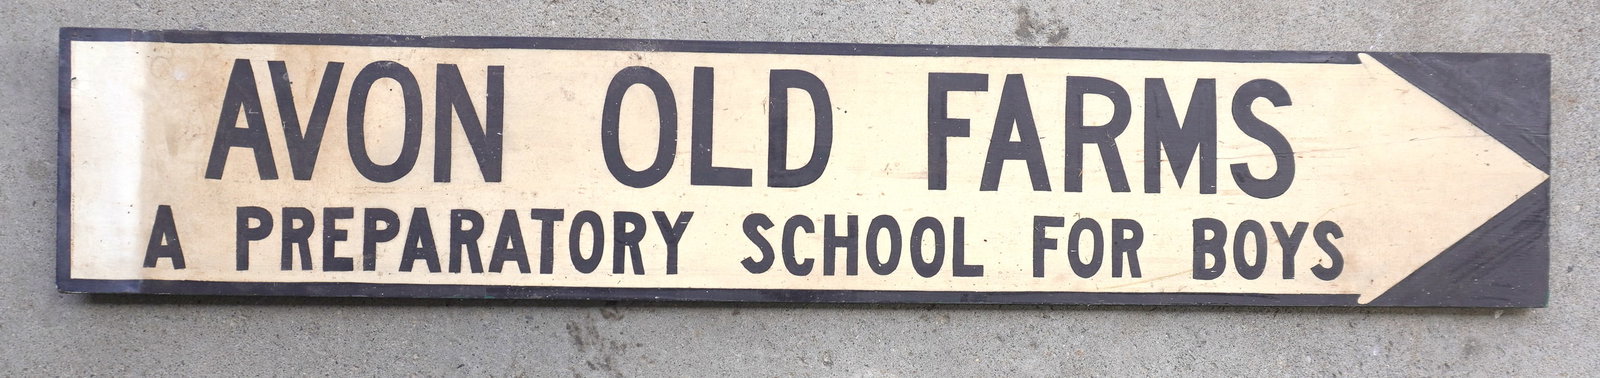 AVON OLD FARMS
A PREPARATORY SCHOOL FOR BOYS